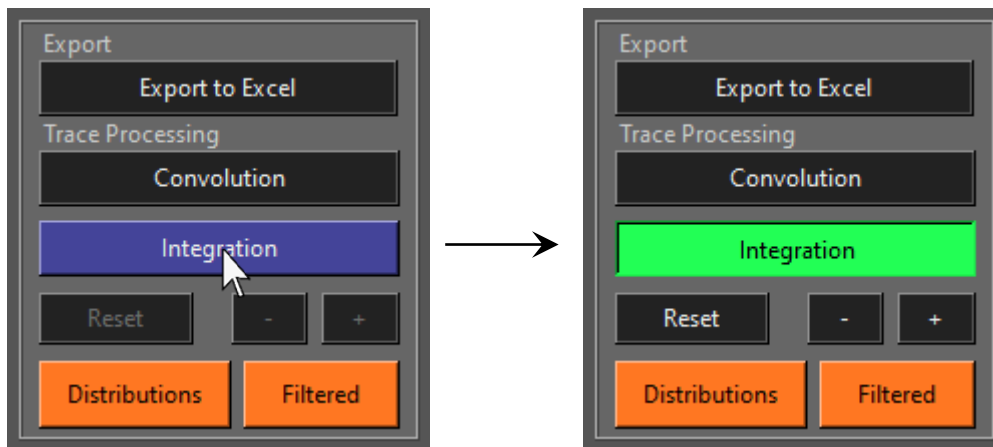 Export
Export to Excel
Trace Processing
Convolution
Integration
Reset - +
Distributions Filtered
Export
Export to Excel
Trace Processing
Convolution
Integration
Reset - +
Distributions Filtered